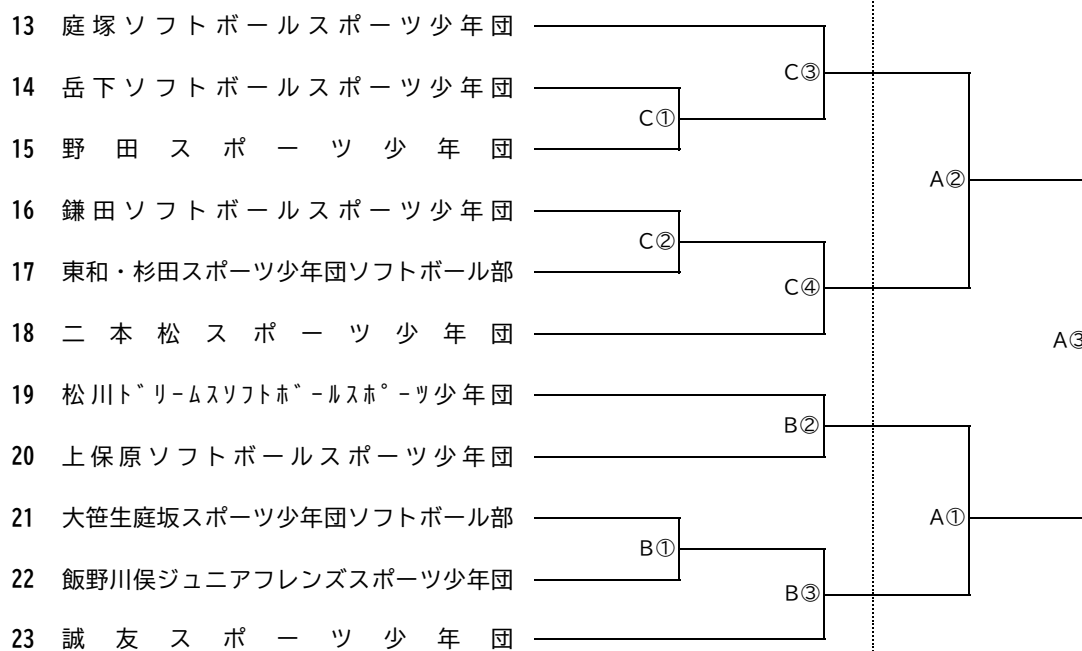 13 庭塚ソフトボールスポーツ少年団
C③
14 岳下ソフトボールスポーツ少年団
C①
15 野田スポーツ少年団
A②
16 鎌田ソフトボールスポーツ少年団
C②
17 東和・杉田スポーツ少年団ソフトボール部
C④
18 二本松スポーツ少年団
A③
19 松川ﾄﾞﾘｰﾑｽｿﾌﾄﾎﾞｰﾙｽﾎﾟｰﾂ少年団
B②
20 上保原ソフトボールスポーツ少年団
21 大笹生庭坂スポーツ少年団ソフトボール部
A①
B①
22 飯野川俣ジュニアフレンズスポーツ少年団
B③
23 誠友スポーツ少年団